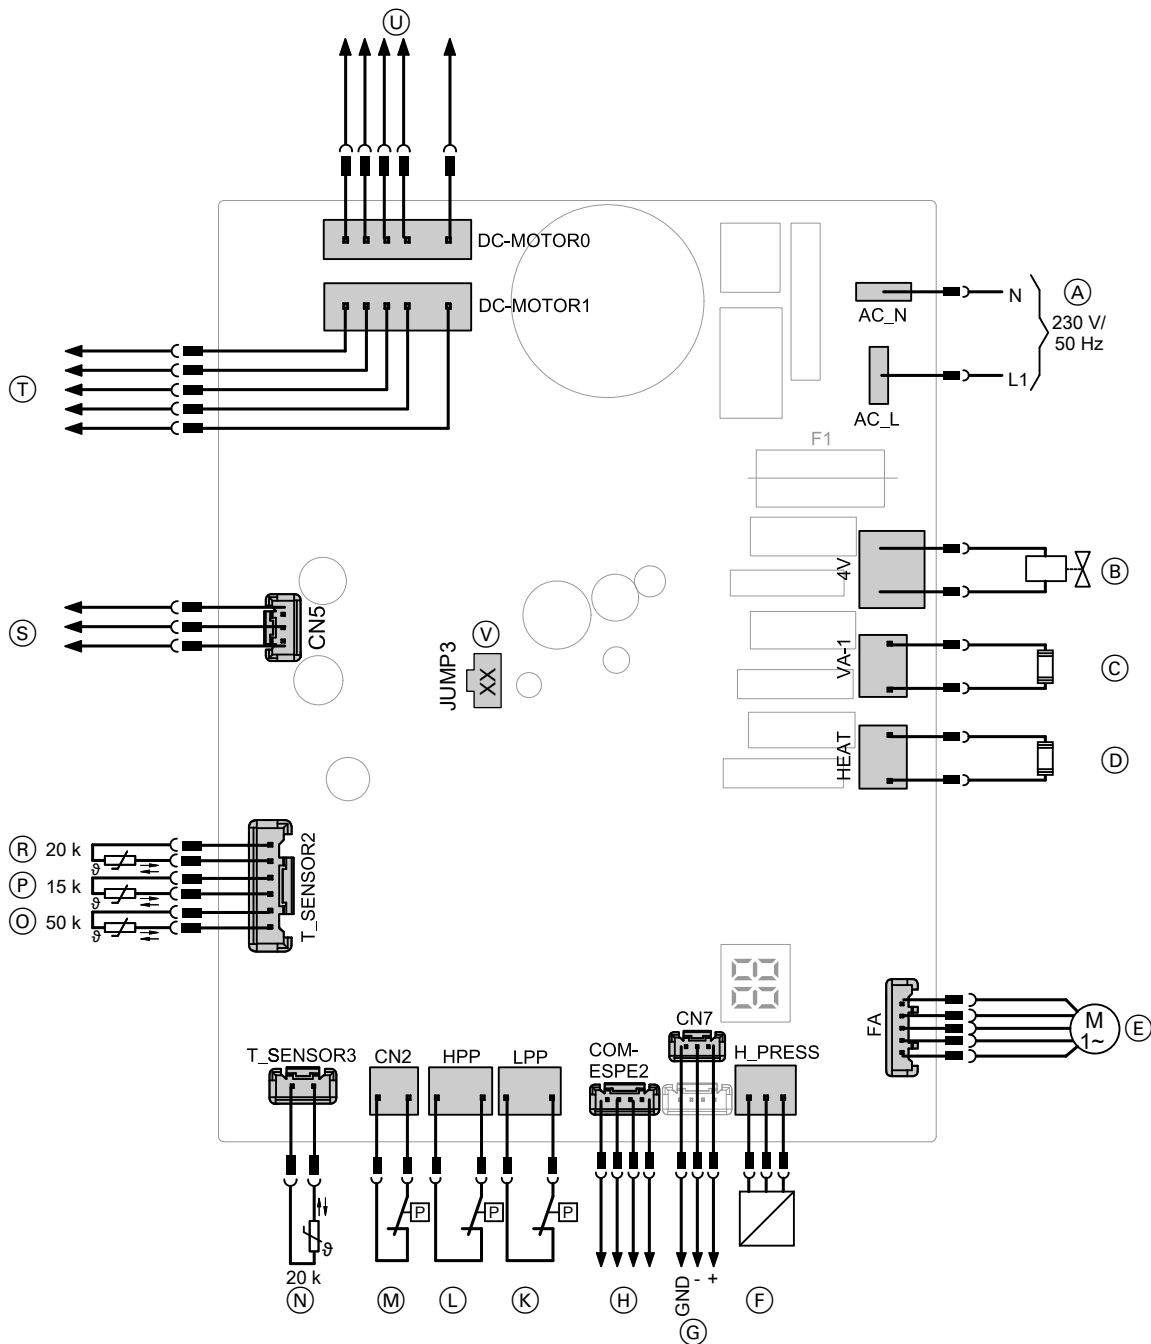 U
DC-MOTOR0
DC-MOTOR1
AC_N
N
A
230 V/
50 Hz
L1
AC_L
T
F1
4V
B
S
CN5
JUMP3
XX
V
VA-1
C
HEAT
D
R 20 k
P 15 k
O 50 k
ϑ
ϑ
ϑ
T_SENSOR2
FA
M
1~
E
T_SENSOR3
CN2
HPP
LPP
COM-
ESPE2
CN7
H_PRESS
P
P
P
ϑ
20 k
N
M
L
K
H
GND
-
+
G
F